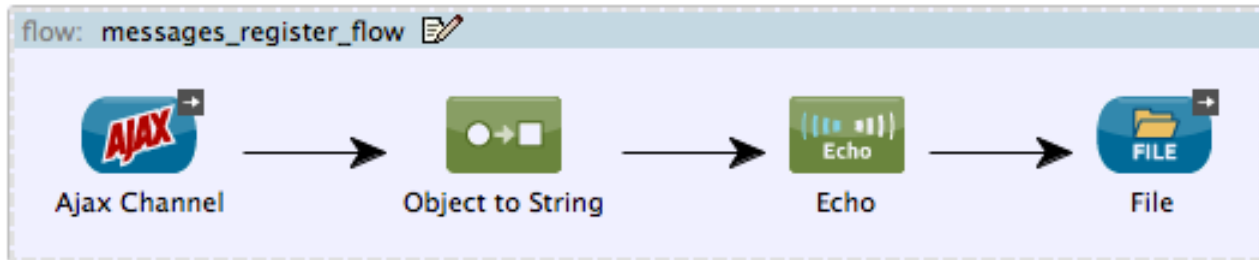 flow: messages_register_flow
AJAX
Echo
FILE
Ajax Channel
Object to String
Echo
File